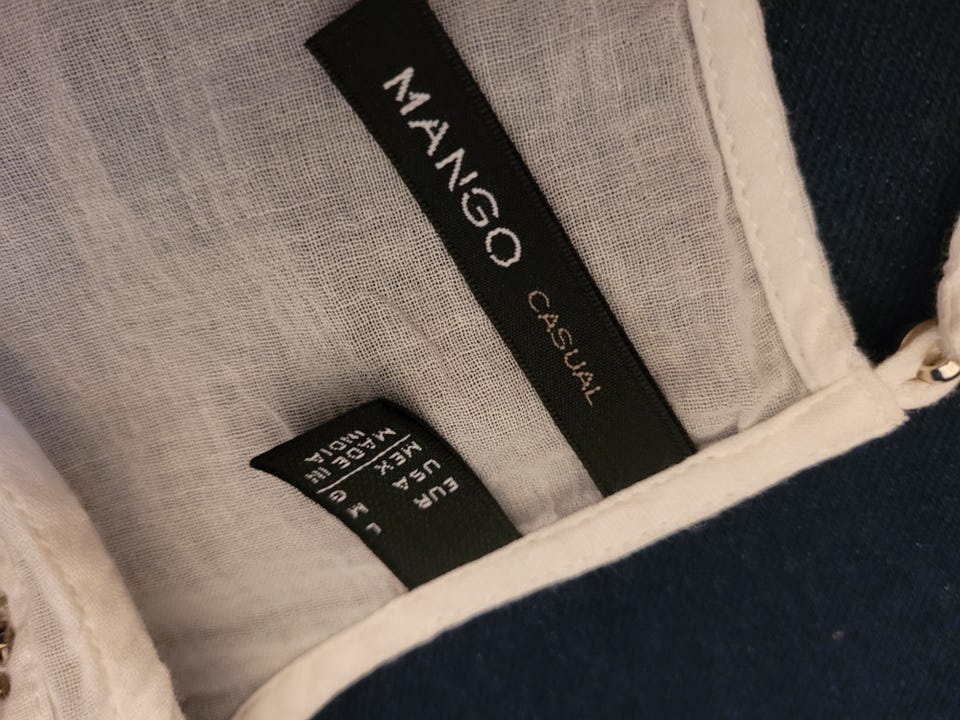 MANGO
CASUAL
EUR L
USA M
MEX G
MADE IN
INDIA